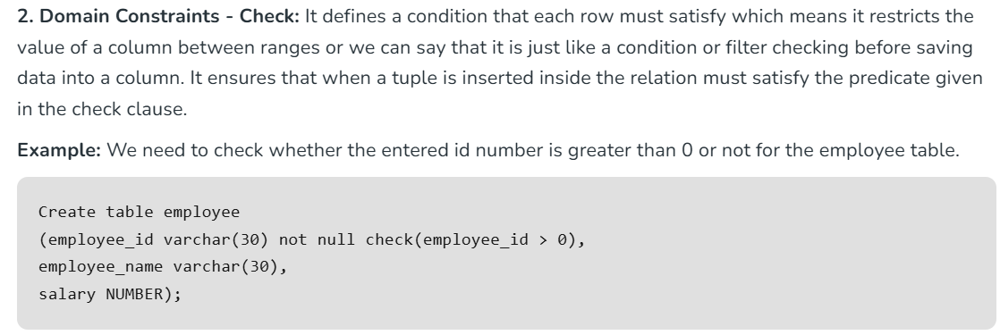 2. Domain Constraints - Check: It defines a condition that each row must satisfy which means it restricts the
value of a column between ranges or we can say that it is just like a condition or filter checking before saving
data into a column. It ensures that when a tuple is inserted inside the relation must satisfy the predicate given
in the check clause.
Example: We need to check whether the entered id number is greater than 0 or not for the employee table.
Create table employee
(employee_id varchar(30) not null check(employee_id > 0),
employee_name varchar(30),
salary NUMBER);